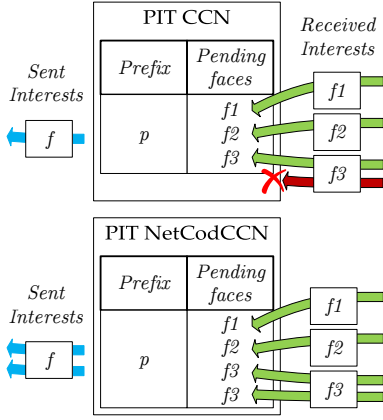 PIT CCN
Received
Interests
Prefix
Pending
faces
Sent
Interests
f
p
f1
f2
f3
f1
f2
f3
PIT NetCodCCN
Prefix
Pending
faces
Sent
Interests
f
p
f1
f2
f3
f3
f1
f2
f3